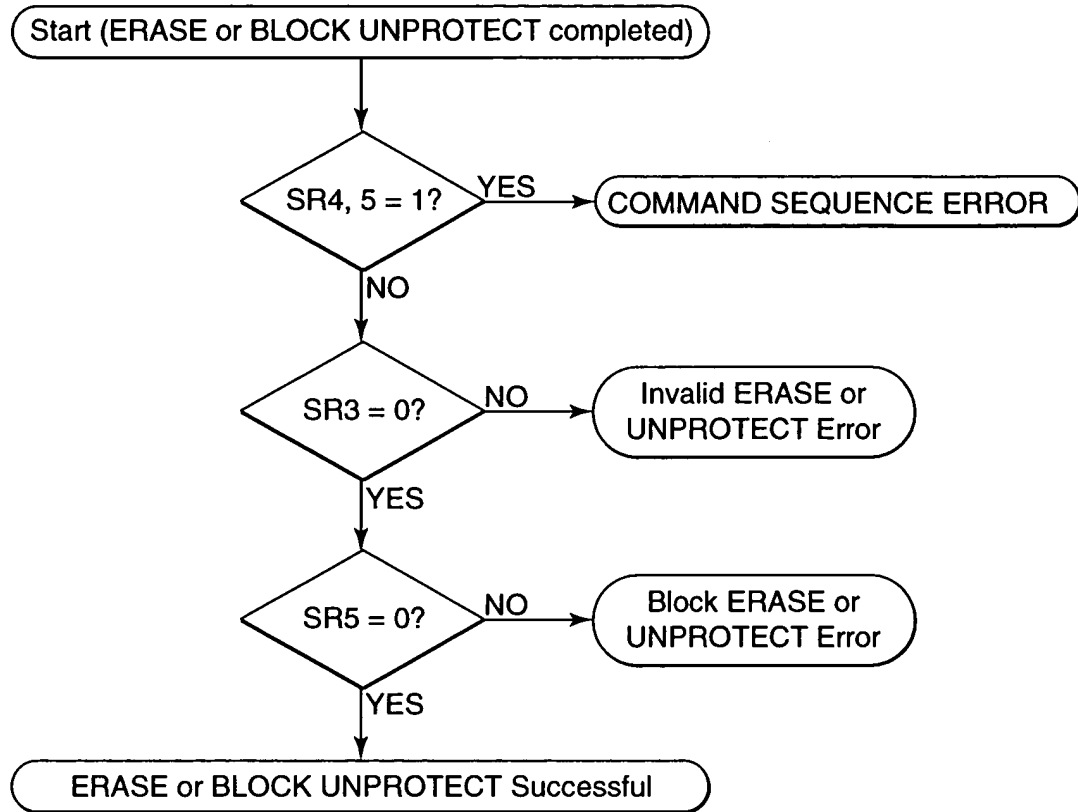 Start (ERASE or BLOCK UNPROTECT completed)
SR4, 5 = 1?
YES
COMMAND SEQUENCE ERROR
NO
SR3 = 0?
NO
Invalid ERASE or
UNPROTECT Error
YES
SR5 = 0?
NO
Block ERASE or
UNPROTECT Error
YES
ERASE or BLOCK UNPROTECT Successful